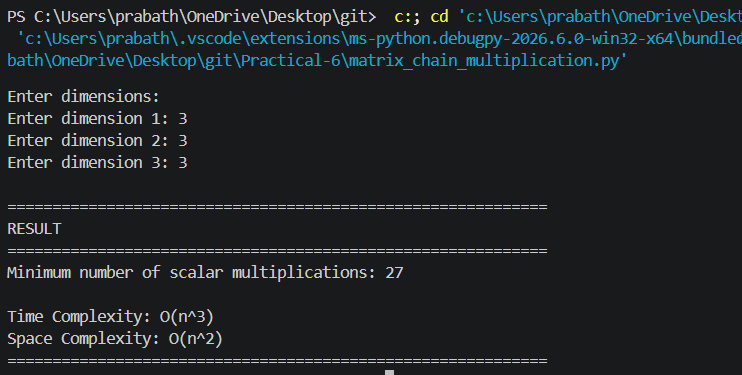 PS C:\Users\prabath\OneDrive\Desktop\git>  c:; cd 'c:\Users\prabath\OneDrive\Deskt
 'c:\Users\prabath\.vscode\extensions\ms-python.debugpy-2026.6.0-win32-x64\bundled
bath\OneDrive\Desktop\git\Practical-6\matrix_chain_multiplication.py'
Enter dimensions:
Enter dimension 1: 3
Enter dimension 2: 3
Enter dimension 3: 3
============================================================
RESULT
============================================================
Minimum number of scalar multiplications: 27
Time Complexity: O(n^3)
Space Complexity: O(n^2)
============================================================